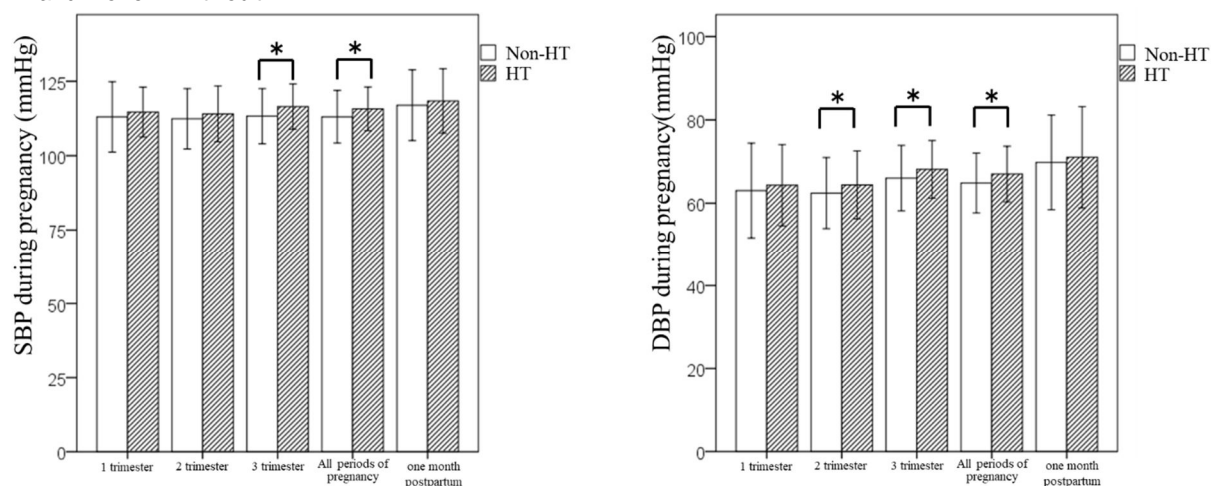 SBP during pregnancy (mmHg)
125
100
75
50
25
0
*
*
Non-HT
HT
1 trimester
2 trimester
3 trimester
All periods of
pregnancy
one month
postpartum
DBP during pregnancy(mmHg)
100
80
60
40
20
0
*
*
*
Non-HT
HT
1 trimester
2 trimester
3 trimester
All periods of
pregnancy
one month
postpartum